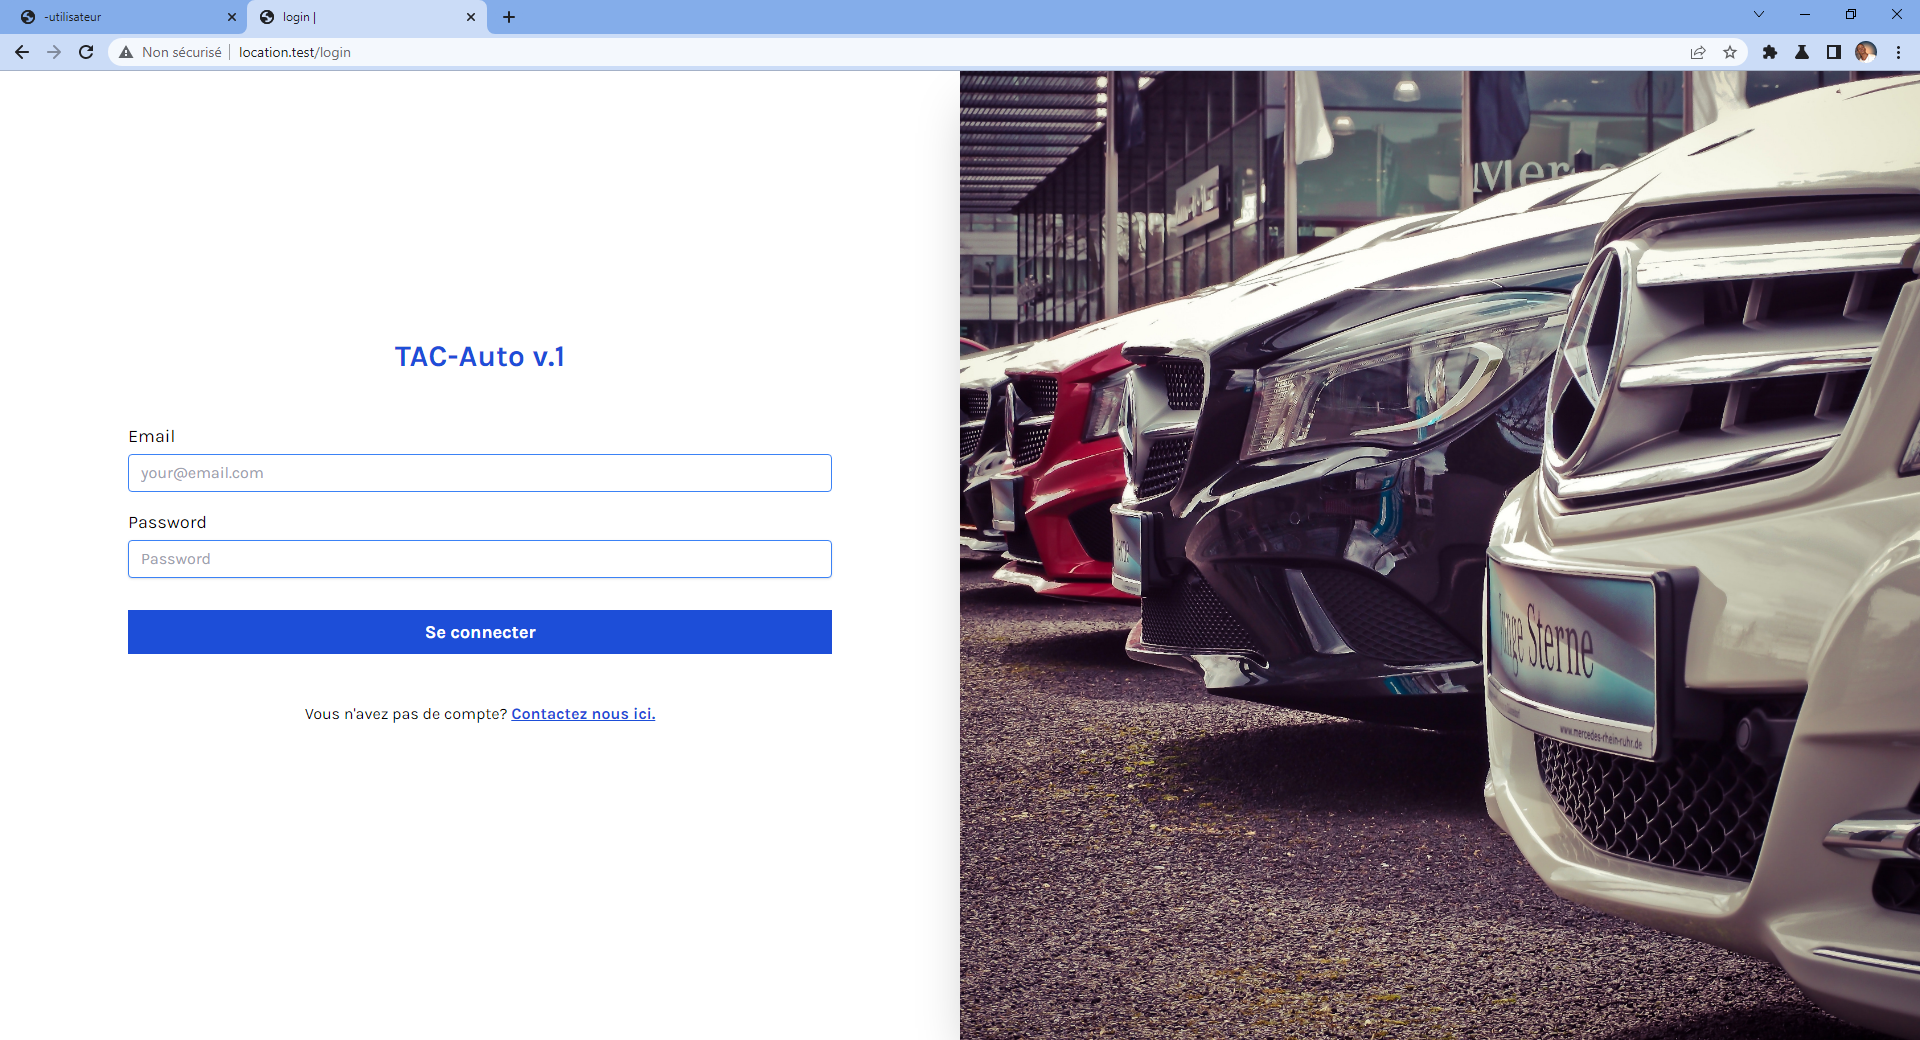 -utilisateur
login |
Non sécurisé
location.test/login
TAC-Auto v.1
Email
your@email.com
Password
Password
Se connecter
Vous n'avez pas de compte? Contactez nous ici.
Junge Sterne
www.mercedes-rhein-ruhr.de